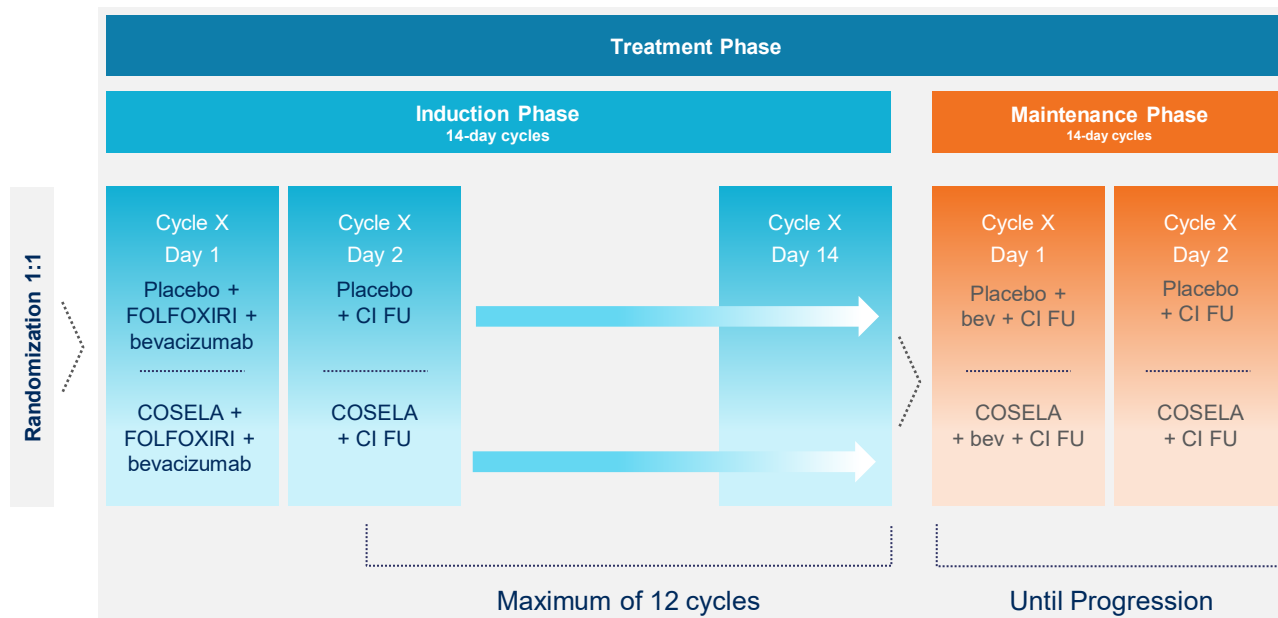 Treatment Phase
Induction Phase
14-day cycles
Maintenance Phase
14-day cycles
Randomization 1:1
Cycle X
Day 1
Placebo +
FOLFOXIRI +
bevacizumab
COSELA +
FOLFOXIRI +
bevacizumab
Cycle X
Day 2
Placebo
+ CI FU
COSELA
+ CI FU
Cycle X
Day 14
Cycle X
Day 1
Placebo +
bev + CI FU
COSELA
+ bev + CI FU
Cycle X
Day 2
Placebo
+ CI FU
COSELA
+ CI FU
Maximum of 12 cycles
Until Progression